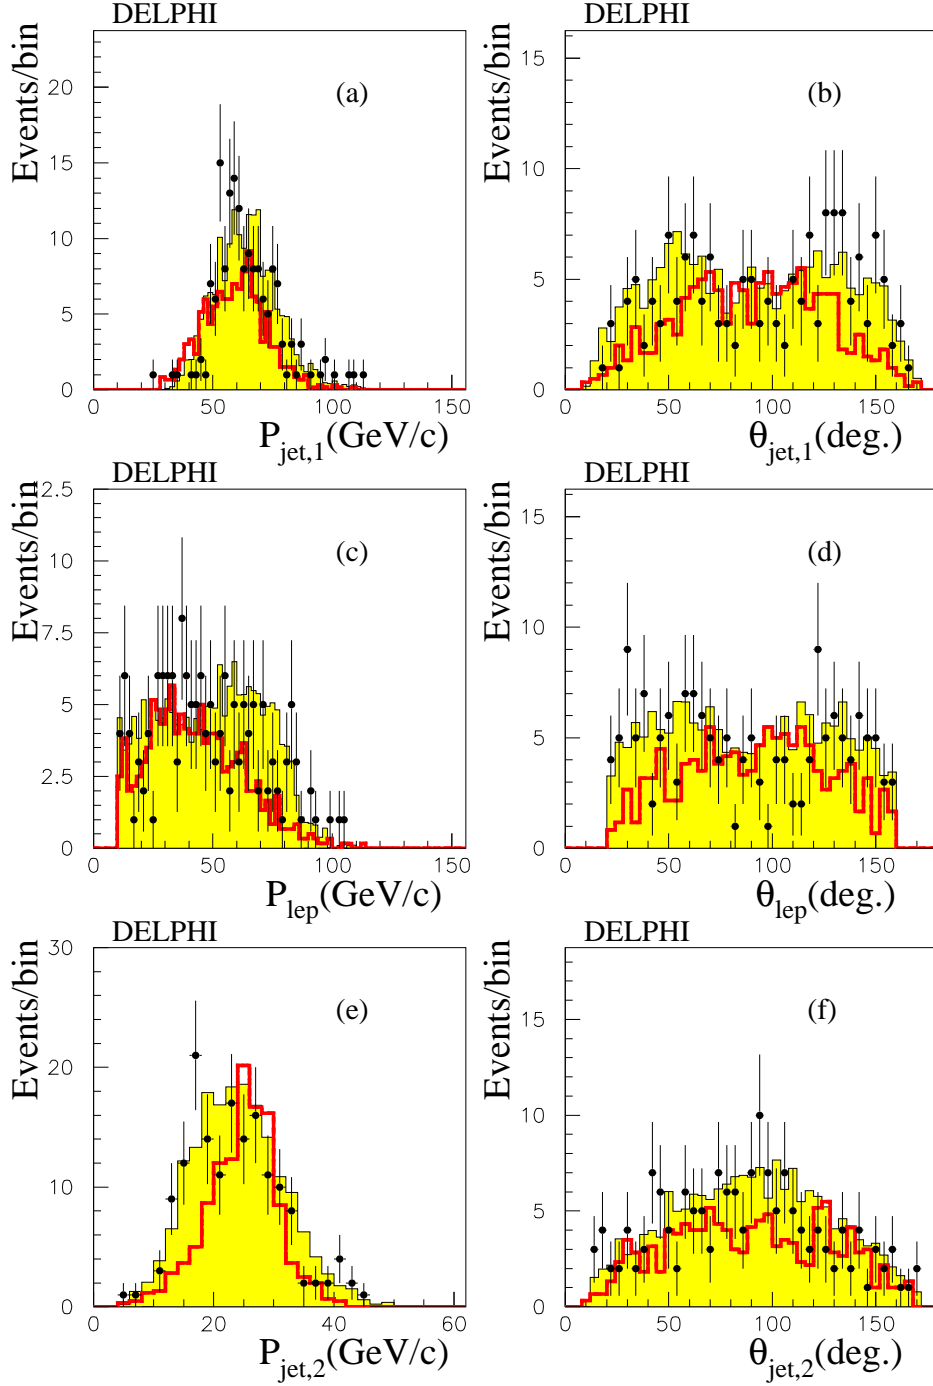 DELPHI
Events/bin
(a)
20
15
10
5
0
0 50 100 150
P_jet,1(GeV/c)
DELPHI
Events/bin
(b)
15
10
5
0
0 50 100 150
θ_jet,1(deg.)
DELPHI
Events/bin
(c)
12.5
10
7.5
5
2.5
0
0 50 100 150
P_lep(GeV/c)
DELPHI
Events/bin
(d)
15
10
5
0
0 50 100 150
θ_lep(deg.)
DELPHI
Events/bin
(e)
30
20
10
0
0 20 40 60
P_jet,2(GeV/c)
DELPHI
Events/bin
(f)
15
10
5
0
0 50 100 150
θ_jet,2(deg.)